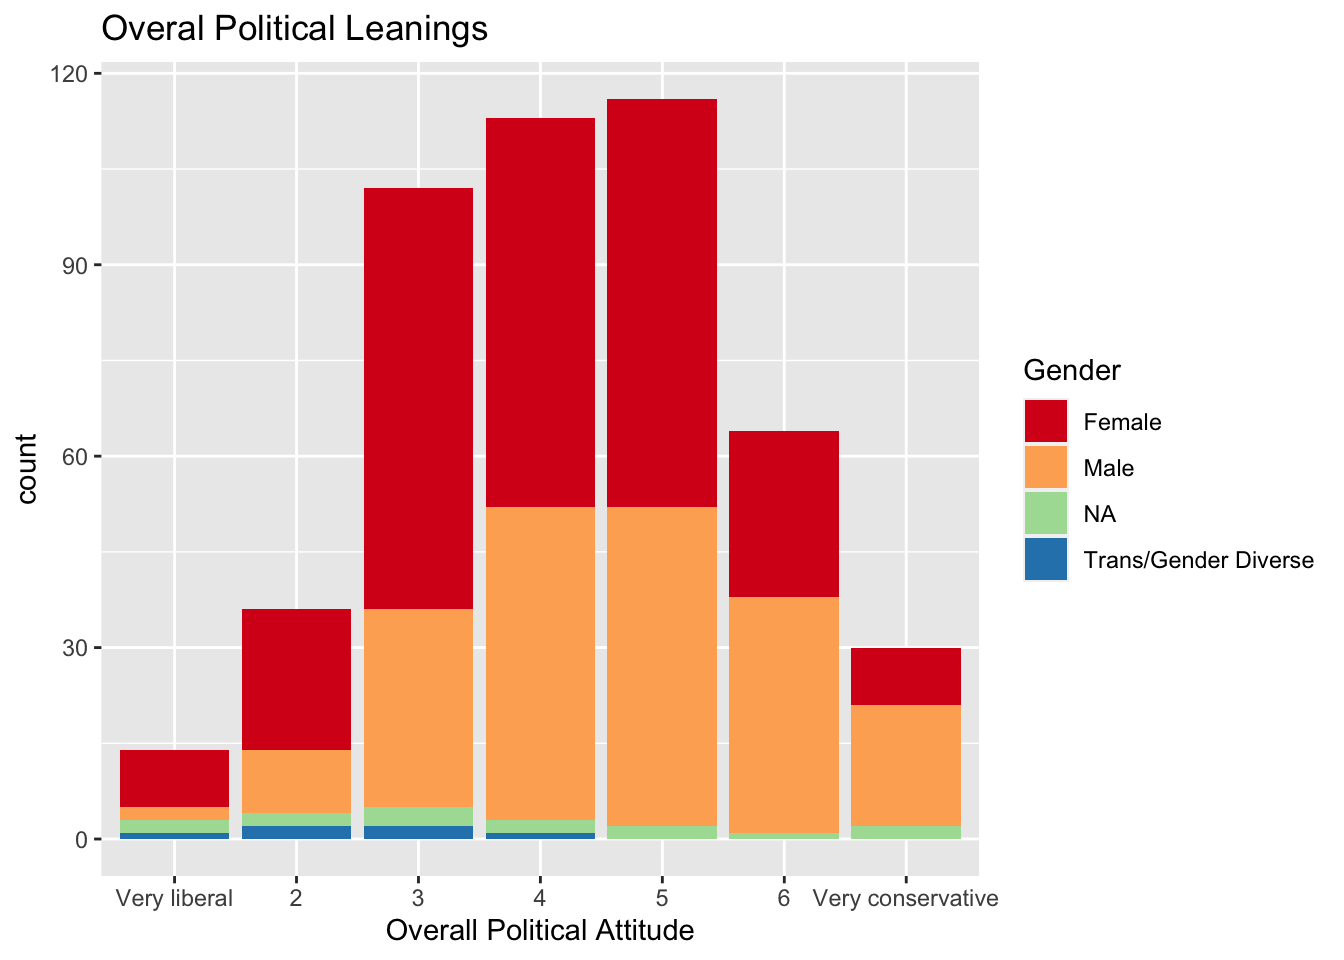 Overal Political Leanings
120
90
60
30
0
count
Very liberal 2 3 4 5 6 Very conservative
Overall Political Attitude
Gender
Female
Male
NA
Trans/Gender Diverse